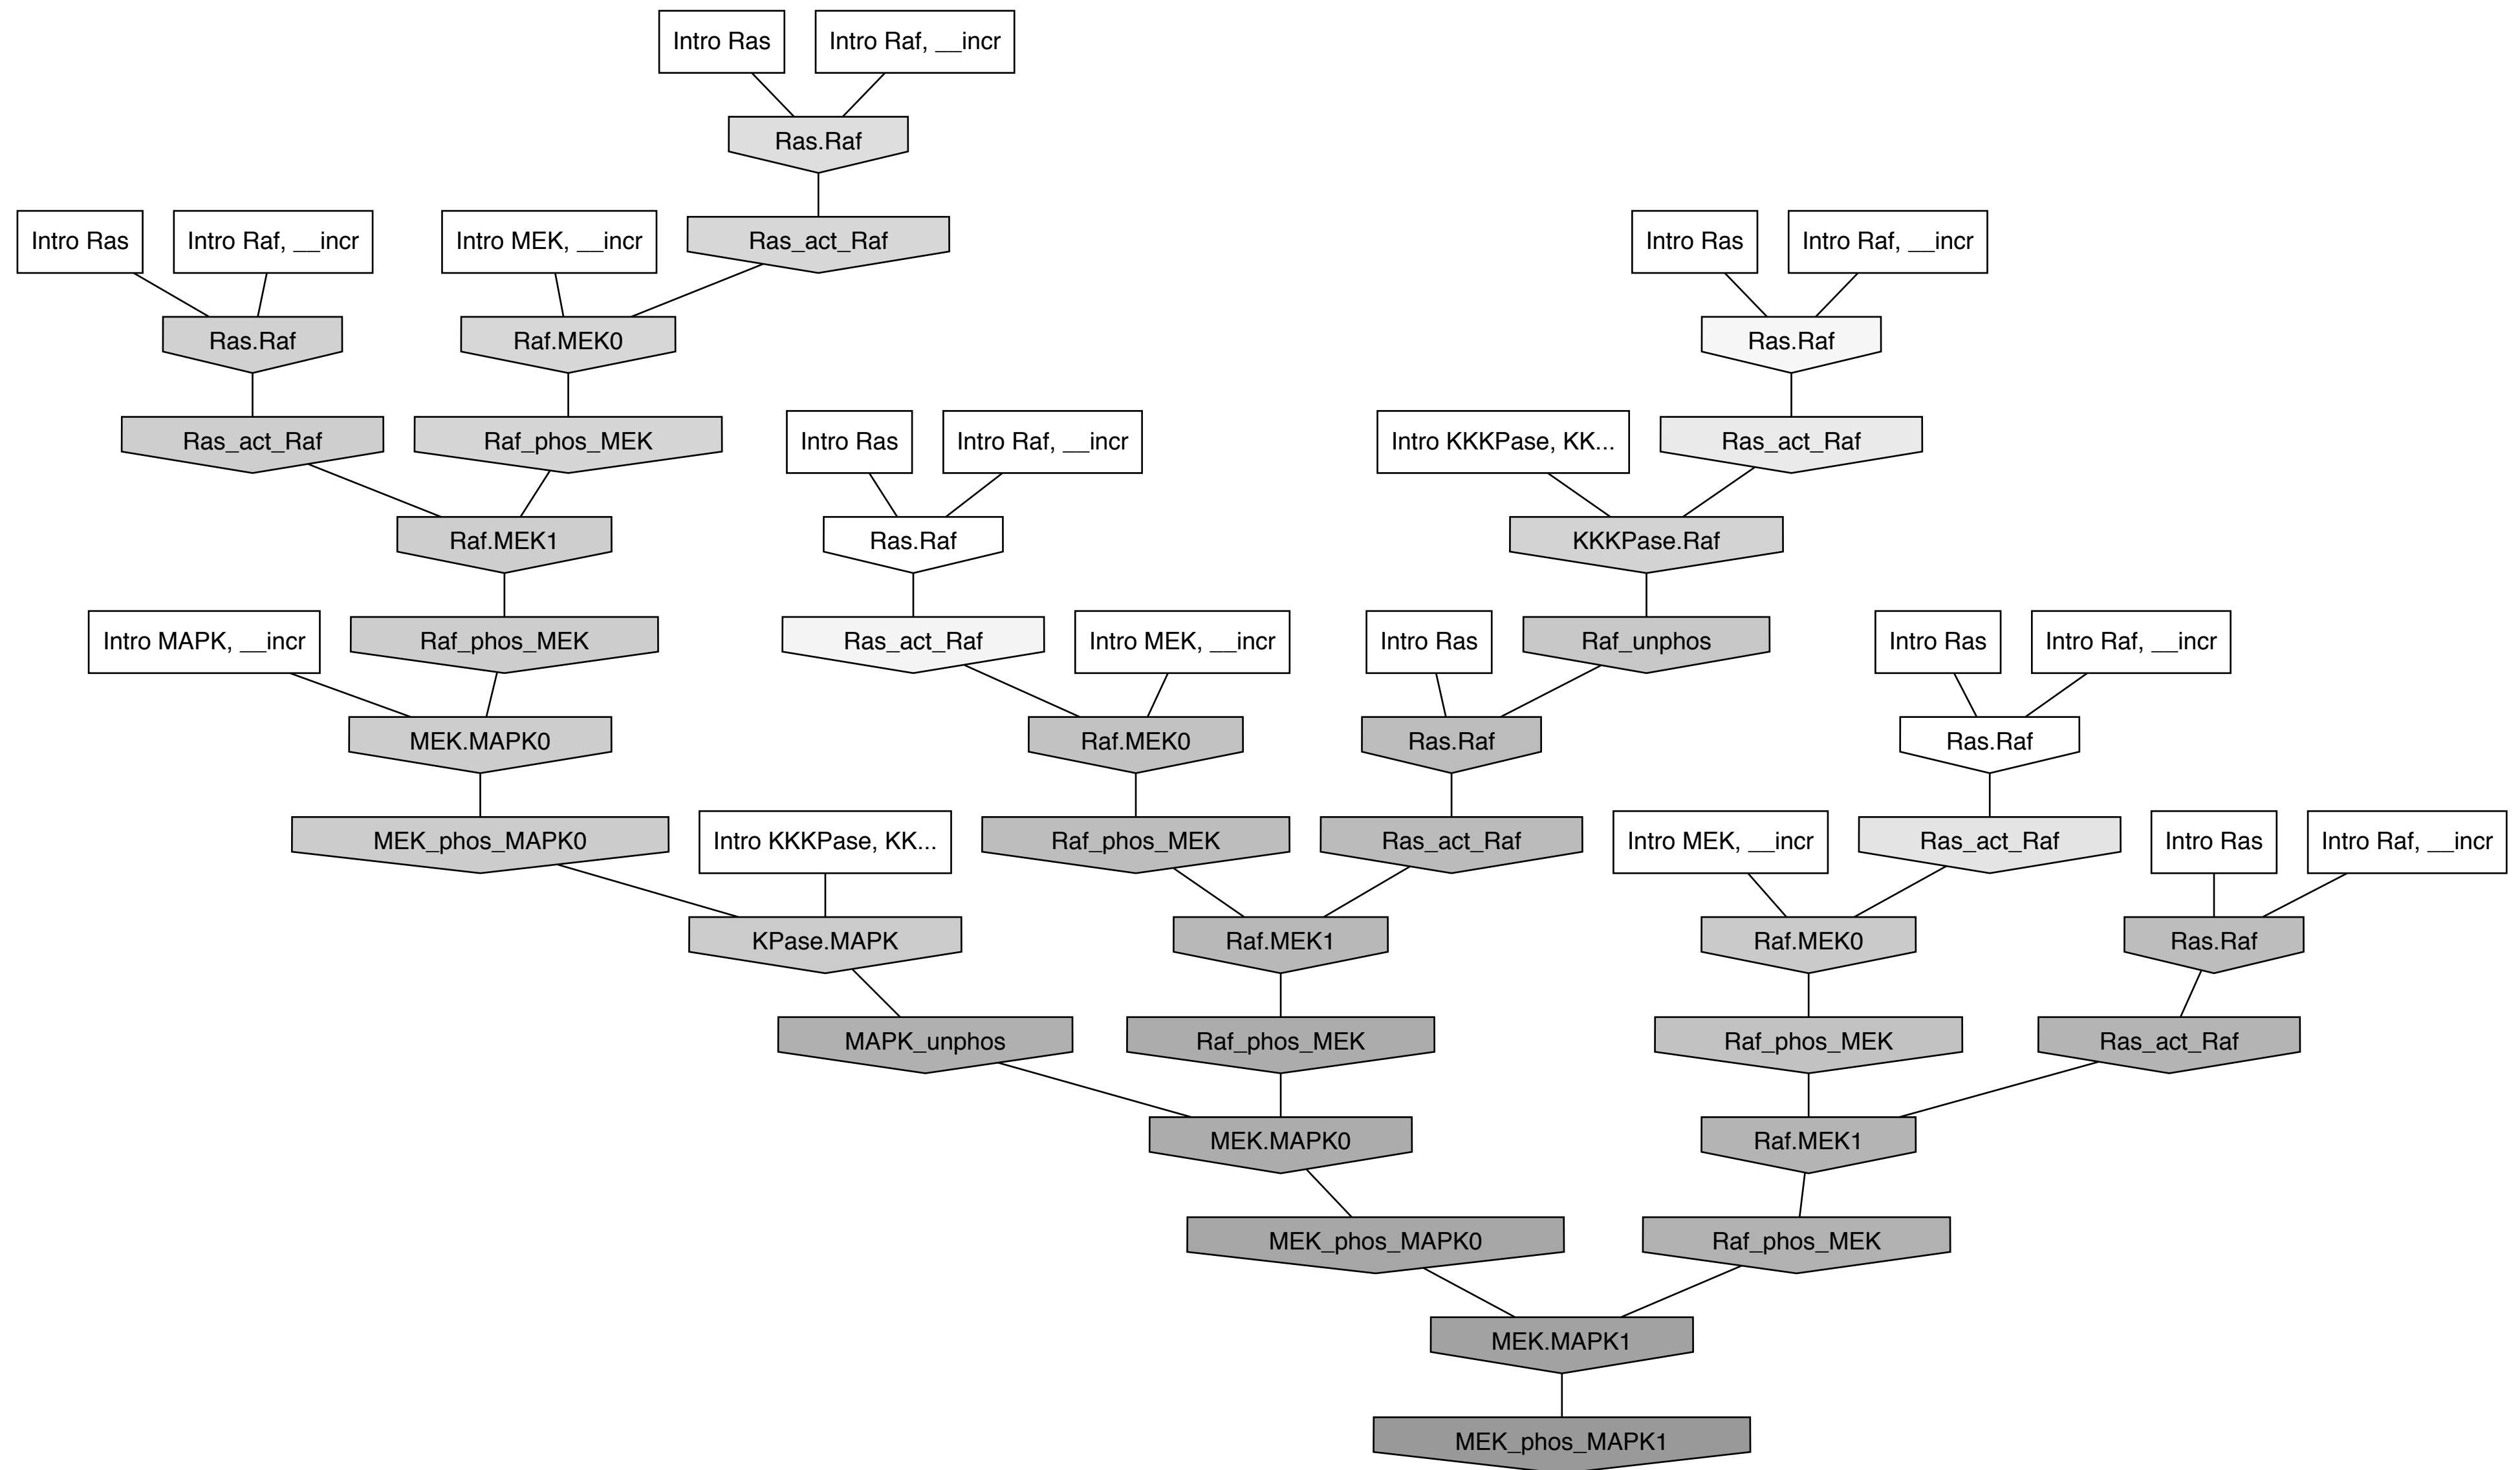 Intro Ras
Intro Raf, __incr
Ras.Raf
Intro Ras
Intro Raf, __incr
Intro MEK, __incr
Ras_act_Raf
Intro Ras
Intro Raf, __incr
Ras.Raf
Raf.MEK0
Ras.Raf
Ras_act_Raf
Raf_phos_MEK
Intro Ras
Intro Raf, __incr
Intro KKKPase, KK...
Ras_act_Raf
Raf.MEK1
Ras.Raf
KKKPase.Raf
Intro MAPK, __incr
Raf_phos_MEK
Ras_act_Raf
Intro MEK, __incr
Intro Ras
Raf_unphos
Intro Ras
Intro Raf, __incr
MEK.MAPK0
Raf.MEK0
Ras.Raf
Ras.Raf
MEK_phos_MAPK0
Intro KKKPase, KK...
Raf_phos_MEK
Ras_act_Raf
Intro MEK, __incr
Ras_act_Raf
Intro Ras
Intro Raf, __incr
KPase.MAPK
Raf.MEK1
Raf.MEK0
Ras.Raf
MAPK_unphos
Raf_phos_MEK
Raf_phos_MEK
Ras_act_Raf
MEK.MAPK0
Raf.MEK1
MEK_phos_MAPK0
Raf_phos_MEK
MEK.MAPK1
MEK_phos_MAPK1